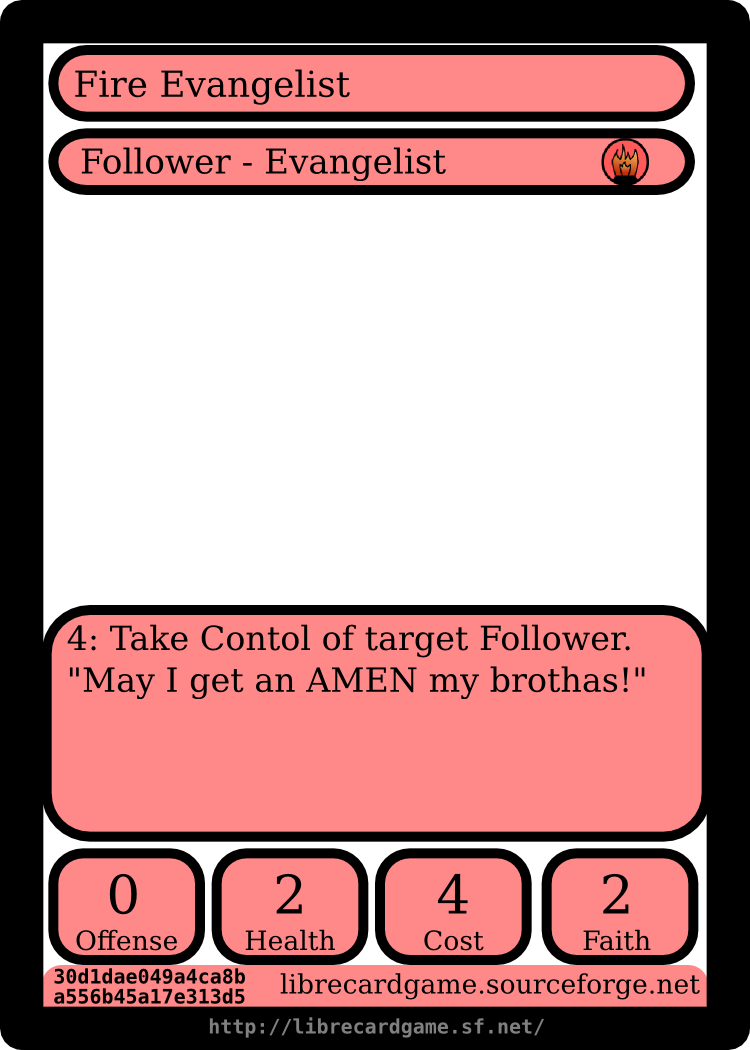 Fire Evangelist
Follower - Evangelist
4: Take Contol of target Follower.
"May I get an AMEN my brothas!"
0 2 4 2
Offense Health Cost Faith
30d1dae049a4ca8b
a556b45a17e313d5
librecardgame.sourceforge.net
http://librecardgame.sf.net/